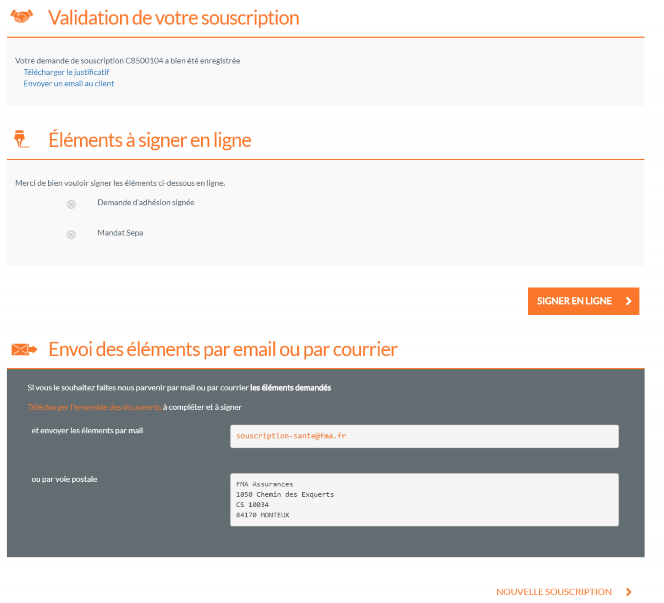 Validation de votre souscription
Votre demande de souscription C8500104 a bien été enregistrée
Télécharger le justificatif
Envoyer un email au client
Éléments à signer en ligne
Merci de bien vouloir signer les éléments ci-dessous en ligne.
Demande d'adhésion signée
Mandat Sepa
SIGNER EN LIGNE
Envoi des éléments par email ou par courrier
Si vous le souhaitez faites nous parvenir par mail ou par courrier les éléments demandés
Télécharger l'ensemble des documents à compléter et à signer
et envoyer les élements par mail
souscription-sante@fma.fr
ou par voie postale
FMA Assurances
1050 Chemin des Exquerts
CS 10034
84170 MONTEUX
NOUVELLE SOUSCRIPTION